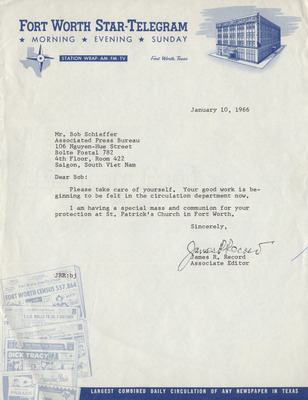 FORT WORTH STAR-TELEGRAM
★ MORNING ★ EVENING ★ SUNDAY
STATION WBAP-AM-FM-TV
Fort Worth, Texas
January 10, 1966
Mr. Bob Schieffer
Associated Press Bureau
106 Nguyen-Hue Street
Boite Postal 782
4th Floor, Room 422
Saigon, South Viet Nam
Dear Bob:
Please take care of yourself. Your good work is be-
ginning to be felt in the circulation department now.
I am having a special mass and communion for your
protection at St. Patrick's Church in Fort Worth.
Sincerely,
James R. Record
James R. Record
Associate Editor
JRR:bj
FORT WORTH CENSUS
DICK TRACY
LARGEST COMBINED DAILY CIRCULATION OF ANY NEWSPAPER IN TEXAS